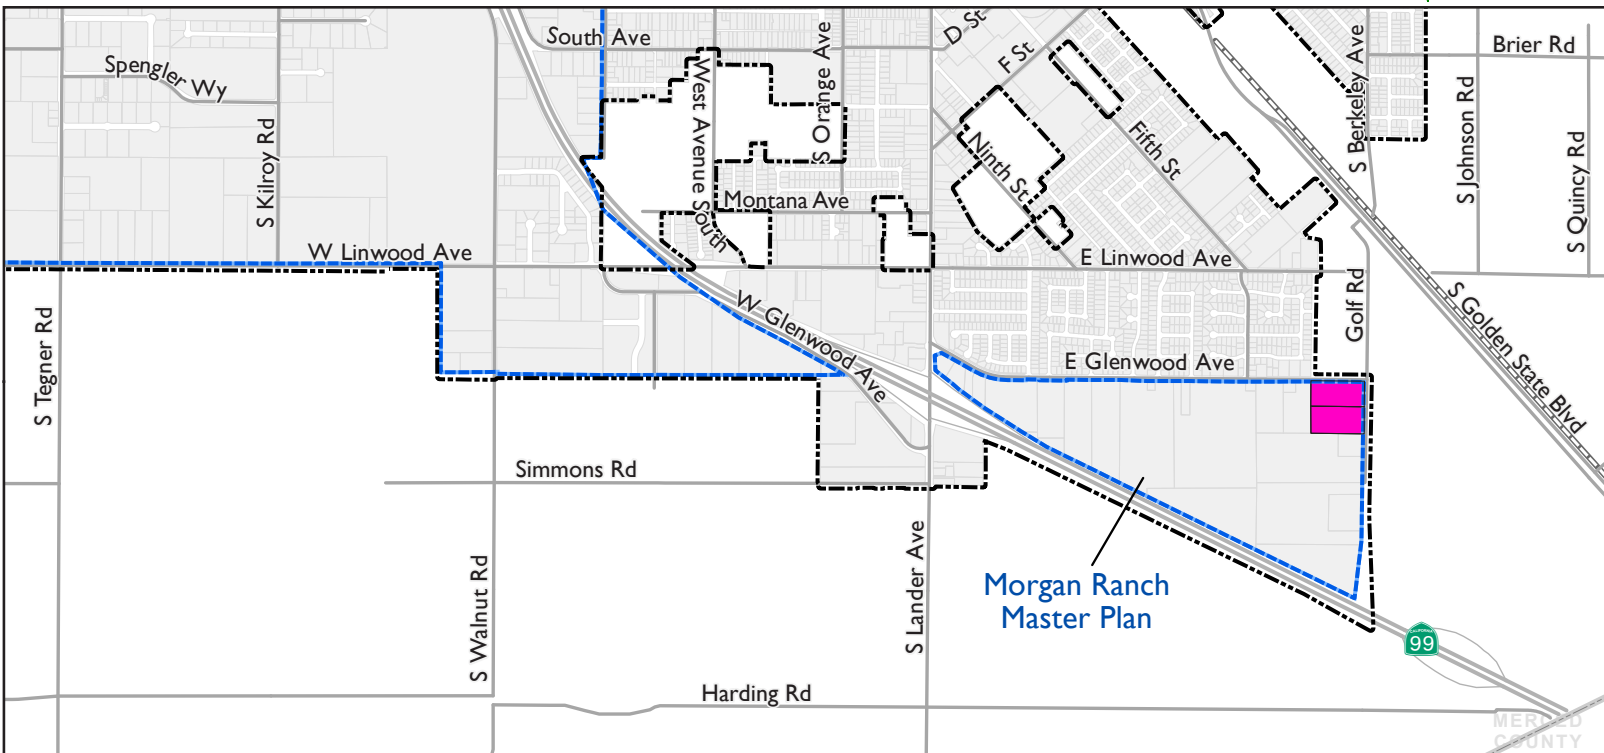 South Ave
D St
Brier Rd
F St
Spengler Wy
West Avenue South
S Orange Ave
S Berkeley Ave
S Johnson Rd
S Quincy Rd
S Kilroy Rd
Ninth St
Fifth St
Montana Ave
W Linwood Ave
E Linwood Ave
Golf Rd
S Golden State Blvd
S Tegner Rd
W Glenwood Ave
E Glenwood Ave
Simmons Rd
S Walnut Rd
S Lander Ave
Morgan Ranch
Master Plan
CALIFORNIA
99
Harding Rd
MERCED
COUNTY